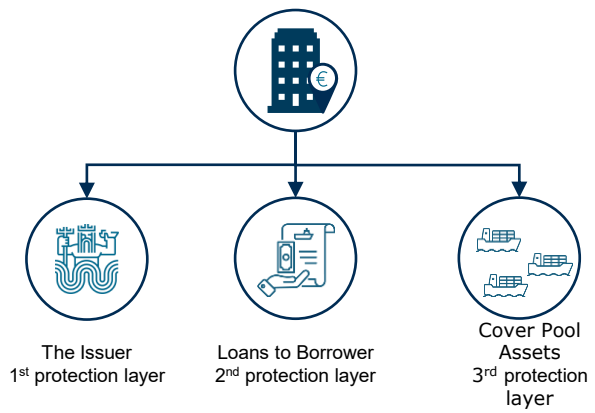 €
The Issuer
1st protection layer
Loans to Borrower
2nd protection layer
Cover Pool
Assets
3rd protection
layer